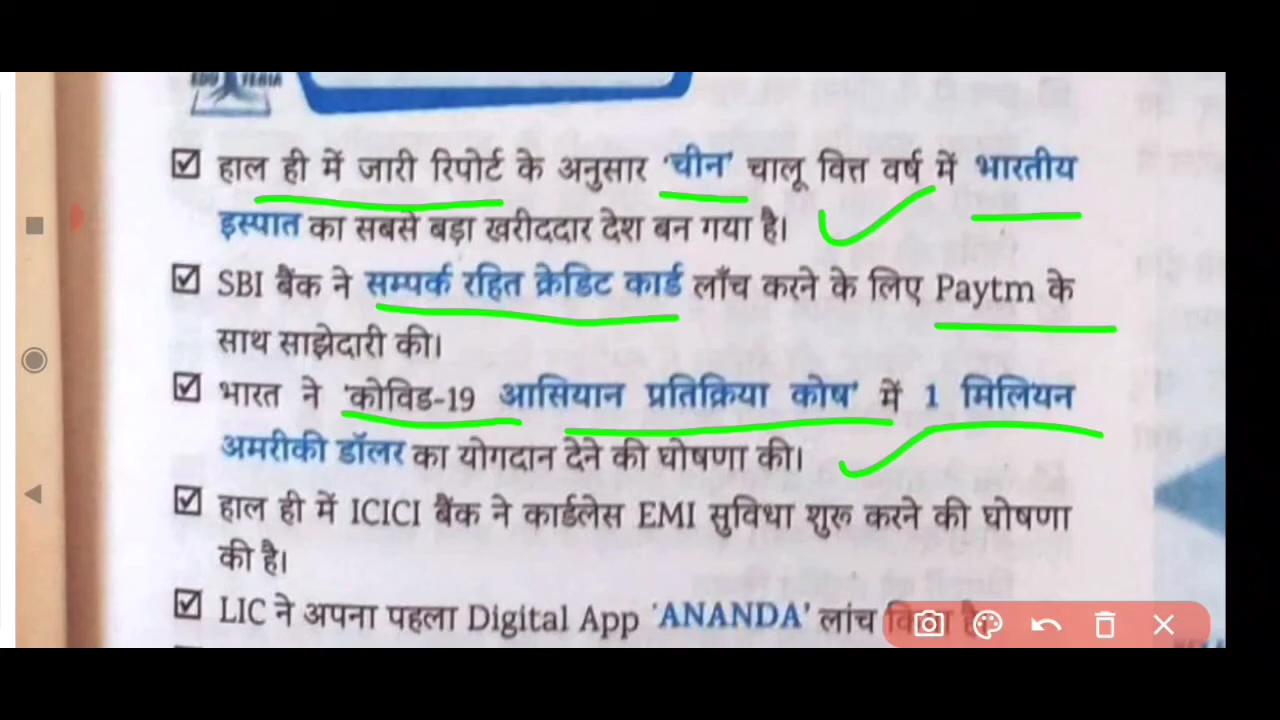 हाल ही में जारी रिपोर्ट के अनुसार 'चीन' चालू वित्त वर्ष में भारतीय
इस्पात का सबसे बड़ा खरीददार देश बन गया है।
SBI बैंक ने सम्पर्क रहित क्रेडिट कार्ड लाँच करने के लिए Paytm के
साथ साझेदारी की।
भारत ने 'कोविड-19 आसियान प्रतिक्रिया कोष' में 1 मिलियन
अमरीकी डॉलर का योगदान देने की घोषणा की।
हाल ही में ICICI बैंक ने कार्डलेस EMI सुविधा शुरू करने की घोषणा
की है।
LIC ने अपना पहला Digital App 'ANANDA' लांच किया है